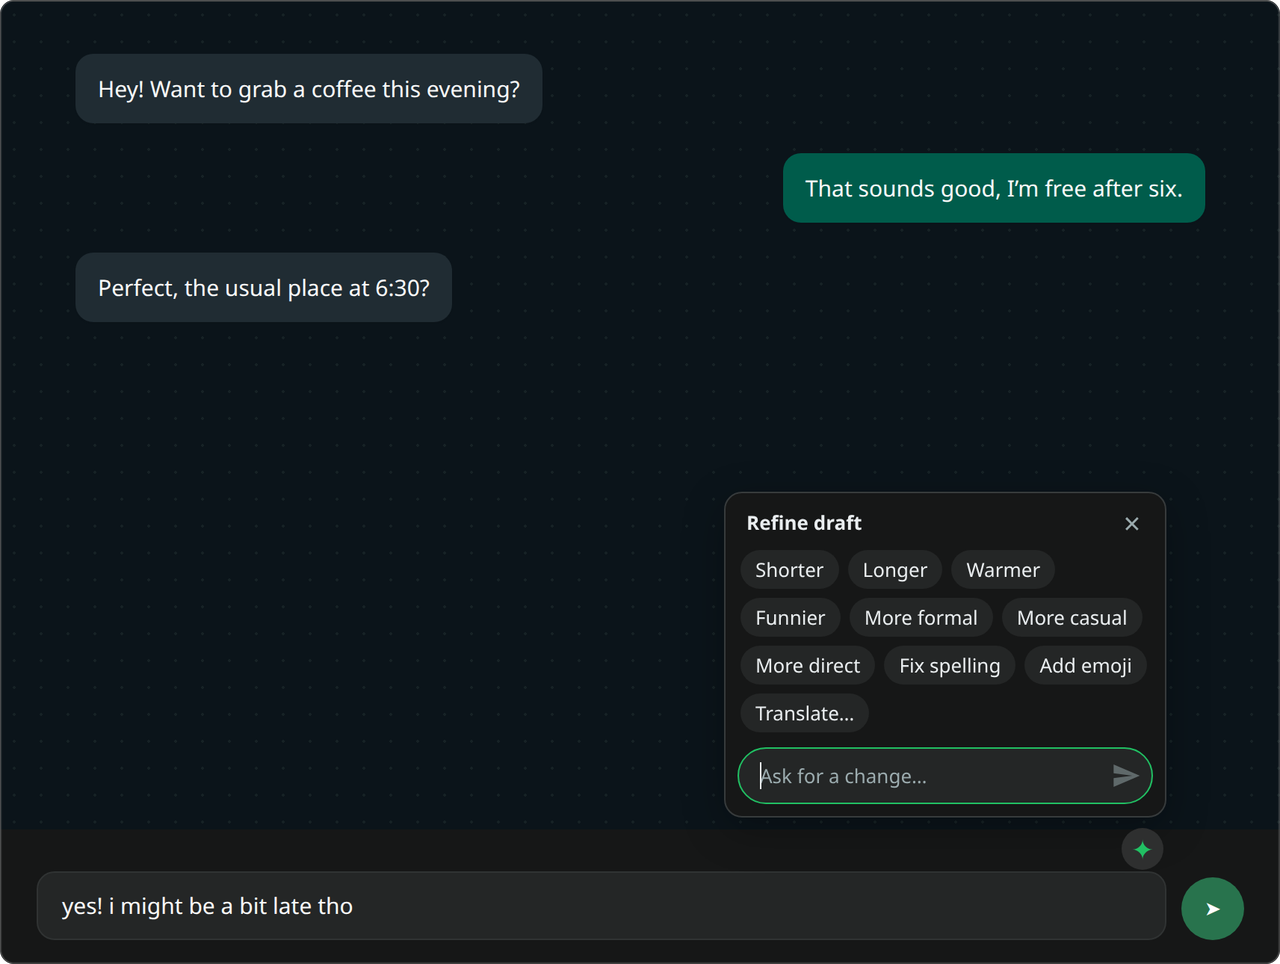 Hey! Want to grab a coffee this evening?
That sounds good, I’m free after six.
Perfect, the usual place at 6:30?
Refine draft
Shorter Longer Warmer
Funnier More formal More casual
More direct Fix spelling Add emoji
Translate...
Ask for a change...
yes! i might be a bit late tho